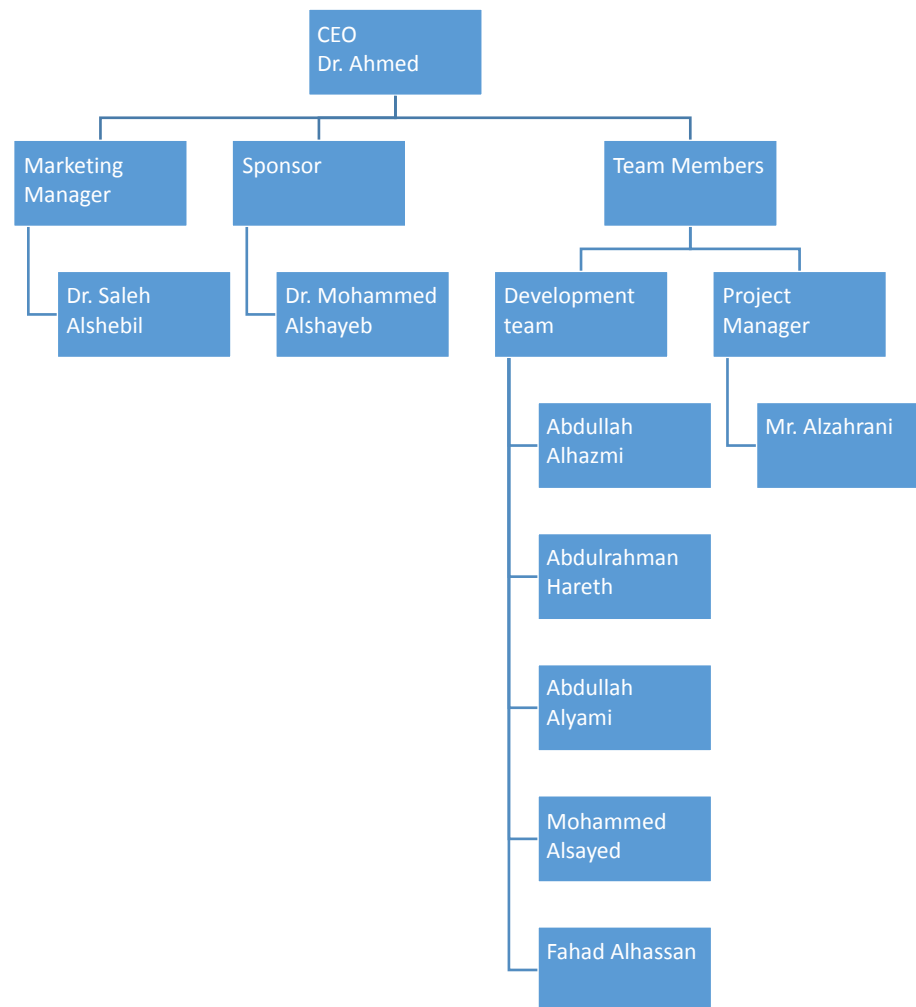 CEO
Dr. Ahmed
Marketing
Manager
Sponsor
Team Members
Dr. Saleh
Alshebil
Dr. Mohammed
Alshayeb
Development
team
Project
Manager
Abdullah
Alhazmi
Mr. Alzahrani
Abdulrahman
Hareth
Abdullah
Alyami
Mohammed
Alsayed
Fahad Alhassan